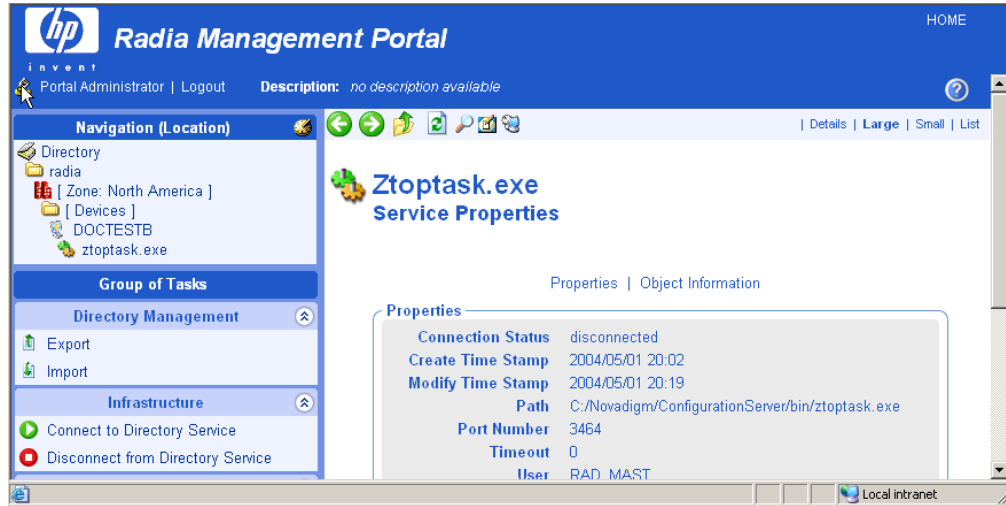 hp
invent
Radia Management Portal
HOME
Portal Administrator | Logout
Description: no description available
Navigation (Location)
Directory
radia
[ Zone: North America ]
[ Devices ]
DOCTESTB
ztoptask.exe
Group of Tasks
Directory Management
Export
Import
Infrastructure
Connect to Directory Service
Disconnect from Directory Service
| Details | Large | Small | List
Ztoptask.exe
Service Properties
Properties | Object Information
Properties
Connection Status disconnected
Create Time Stamp 2004/05/01 20:02
Modify Time Stamp 2004/05/01 20:19
Path C:/Novadigm/ConfigurationServer/bin/ztoptask.exe
Port Number 3464
Timeout 0
User RAD_MAST
Local intranet